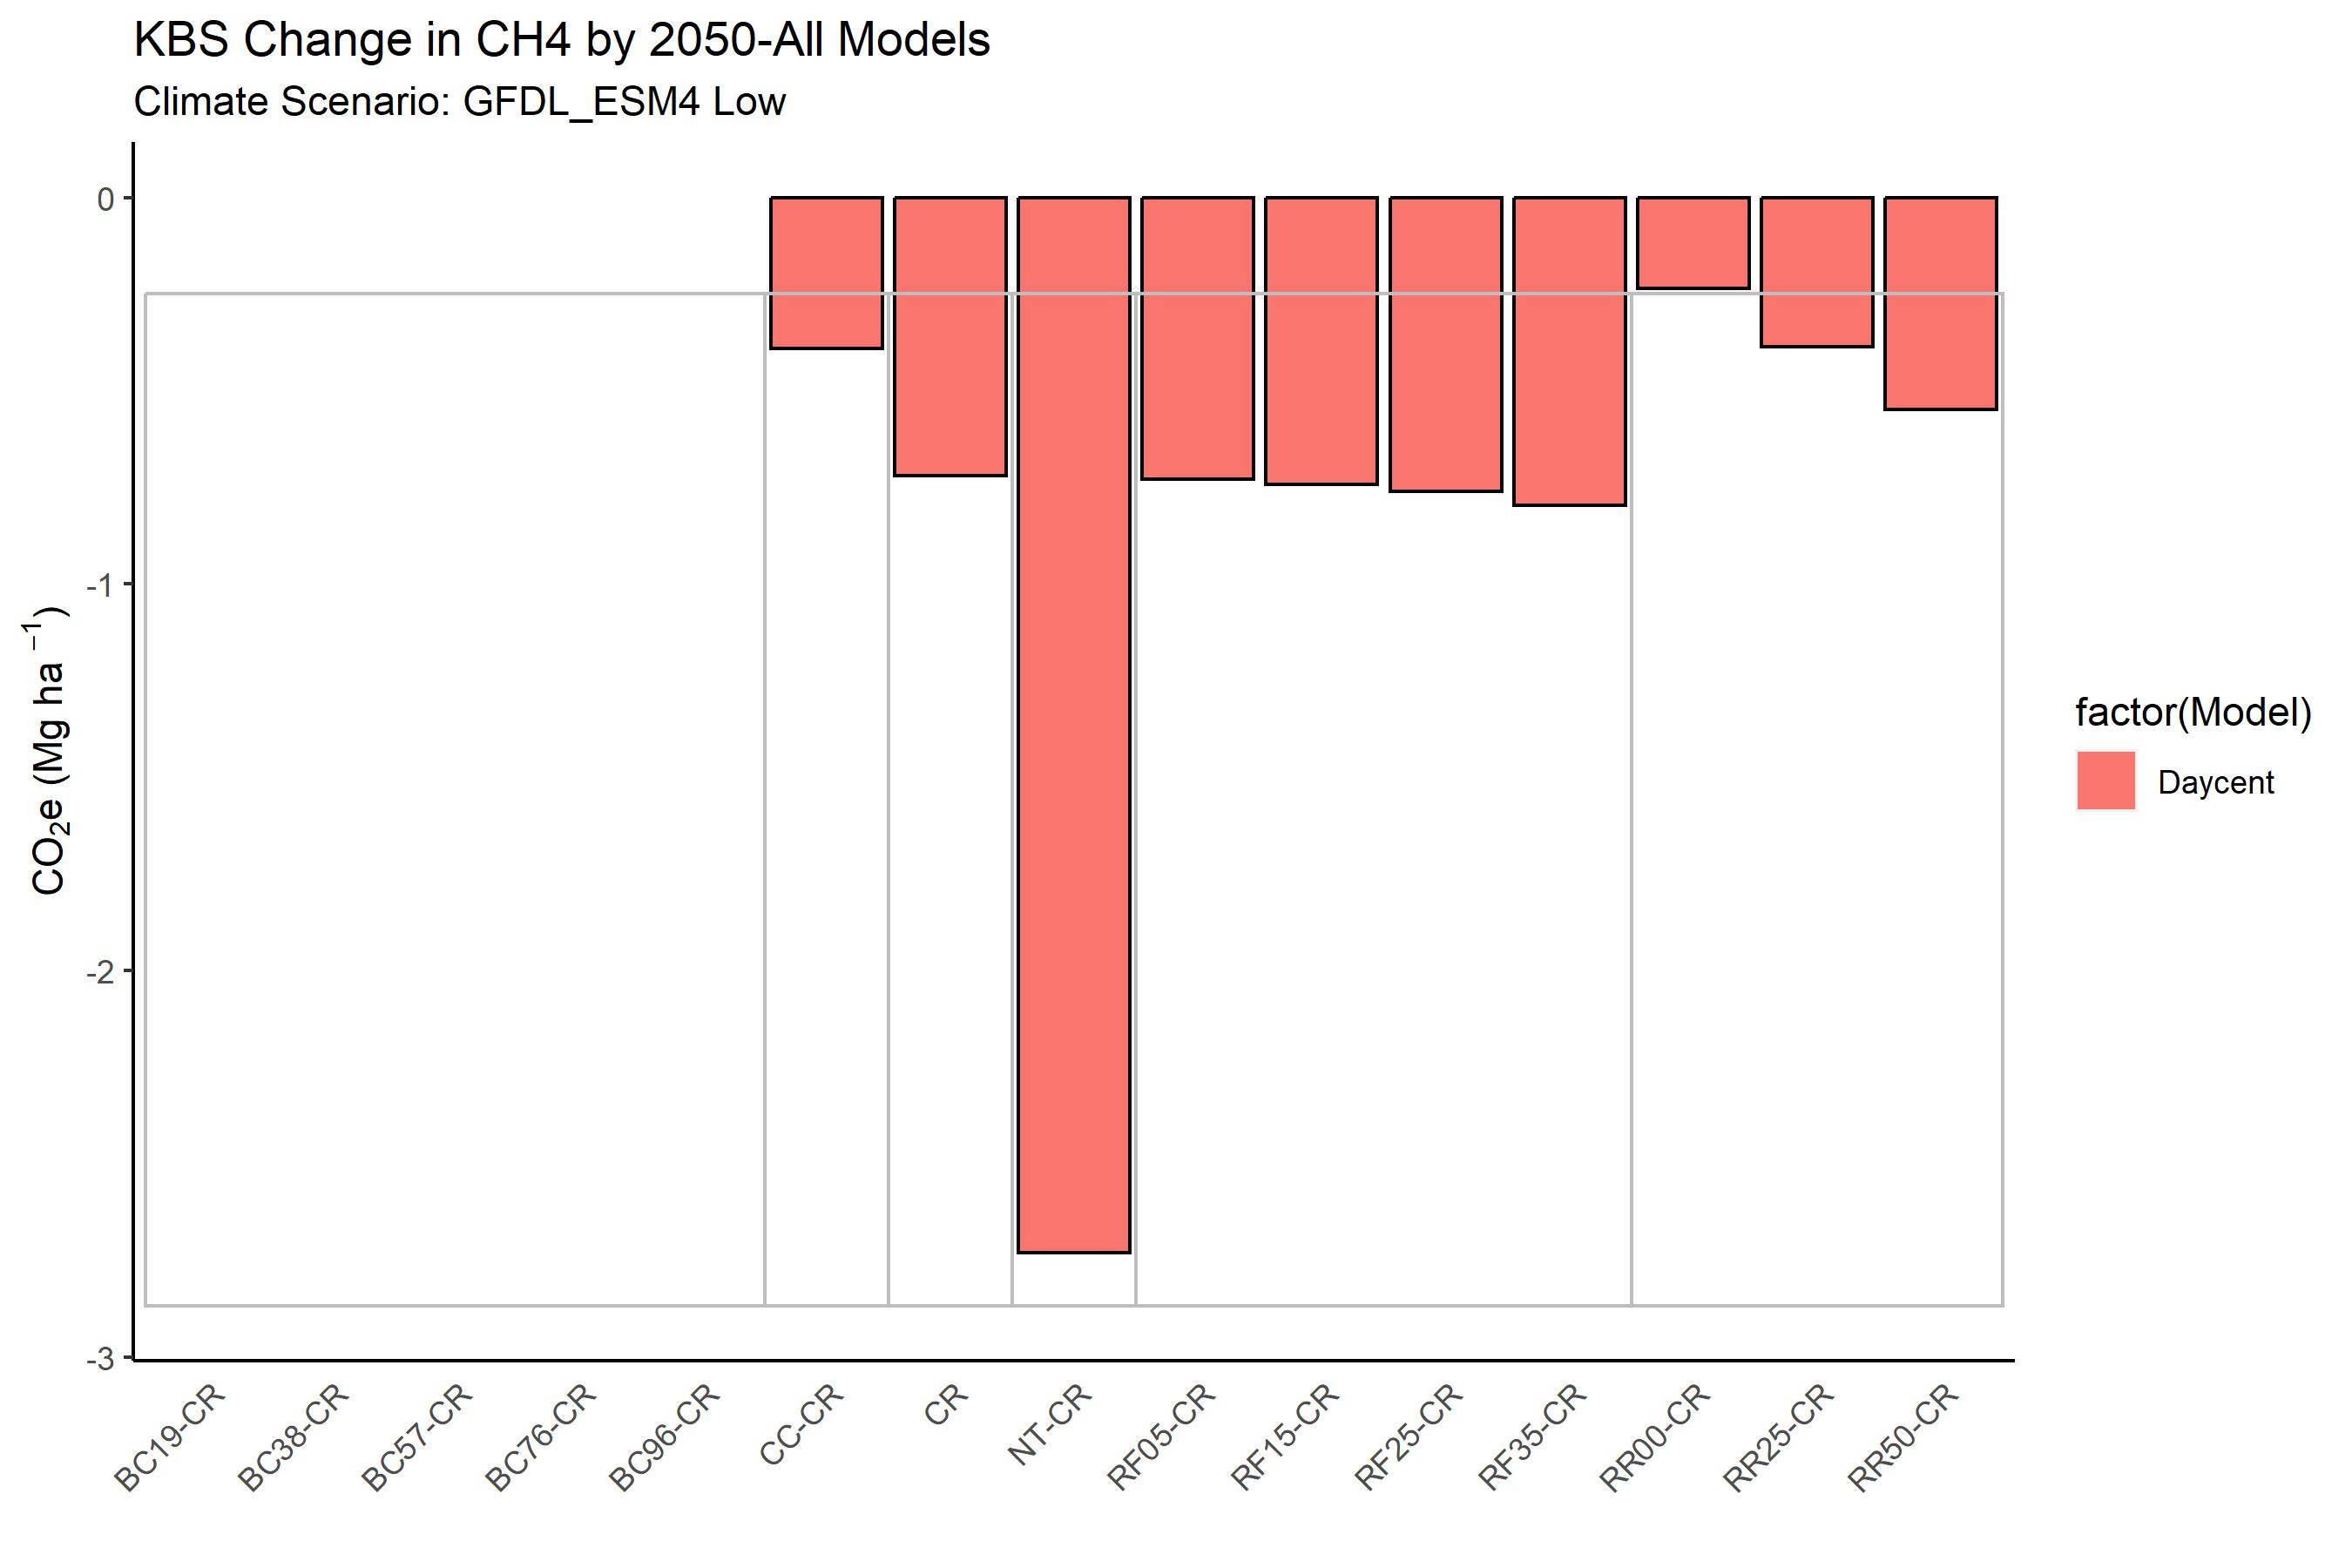 KBS Change in CH4 by 2050-All Models
Climate Scenario: GFDL_ESM4 Low
0
-1
-2
-3
CO₂e (Mg ha ⁻¹)
BC19-CR
BC38-CR
BC57-CR
BC76-CR
BC96-CR
CC-CR
CR
NT-CR
RF05-CR
RF15-CR
RF25-CR
RF35-CR
RR00-CR
RR25-CR
RR50-CR
factor(Model)
Daycent